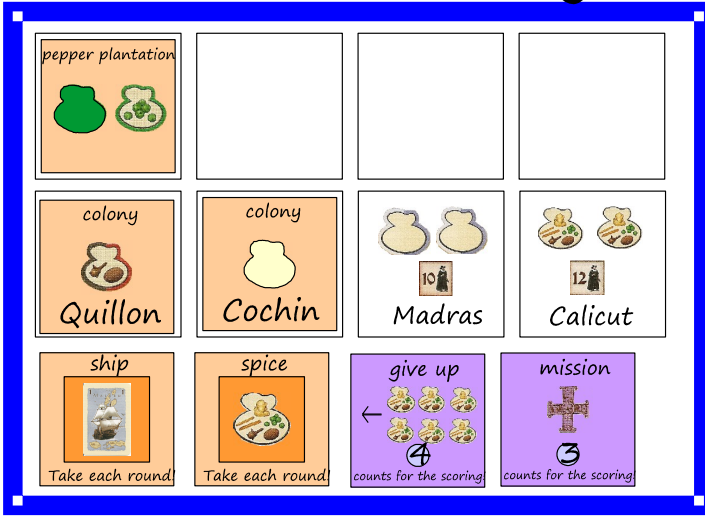 pepper plantation
colony
colony
10
12
Quillon
Cochin
Madras
Calicut
ship
spice
give up
mission
4
3
Take each round!
Take each round!
counts for the scoring!
counts for the scoring!